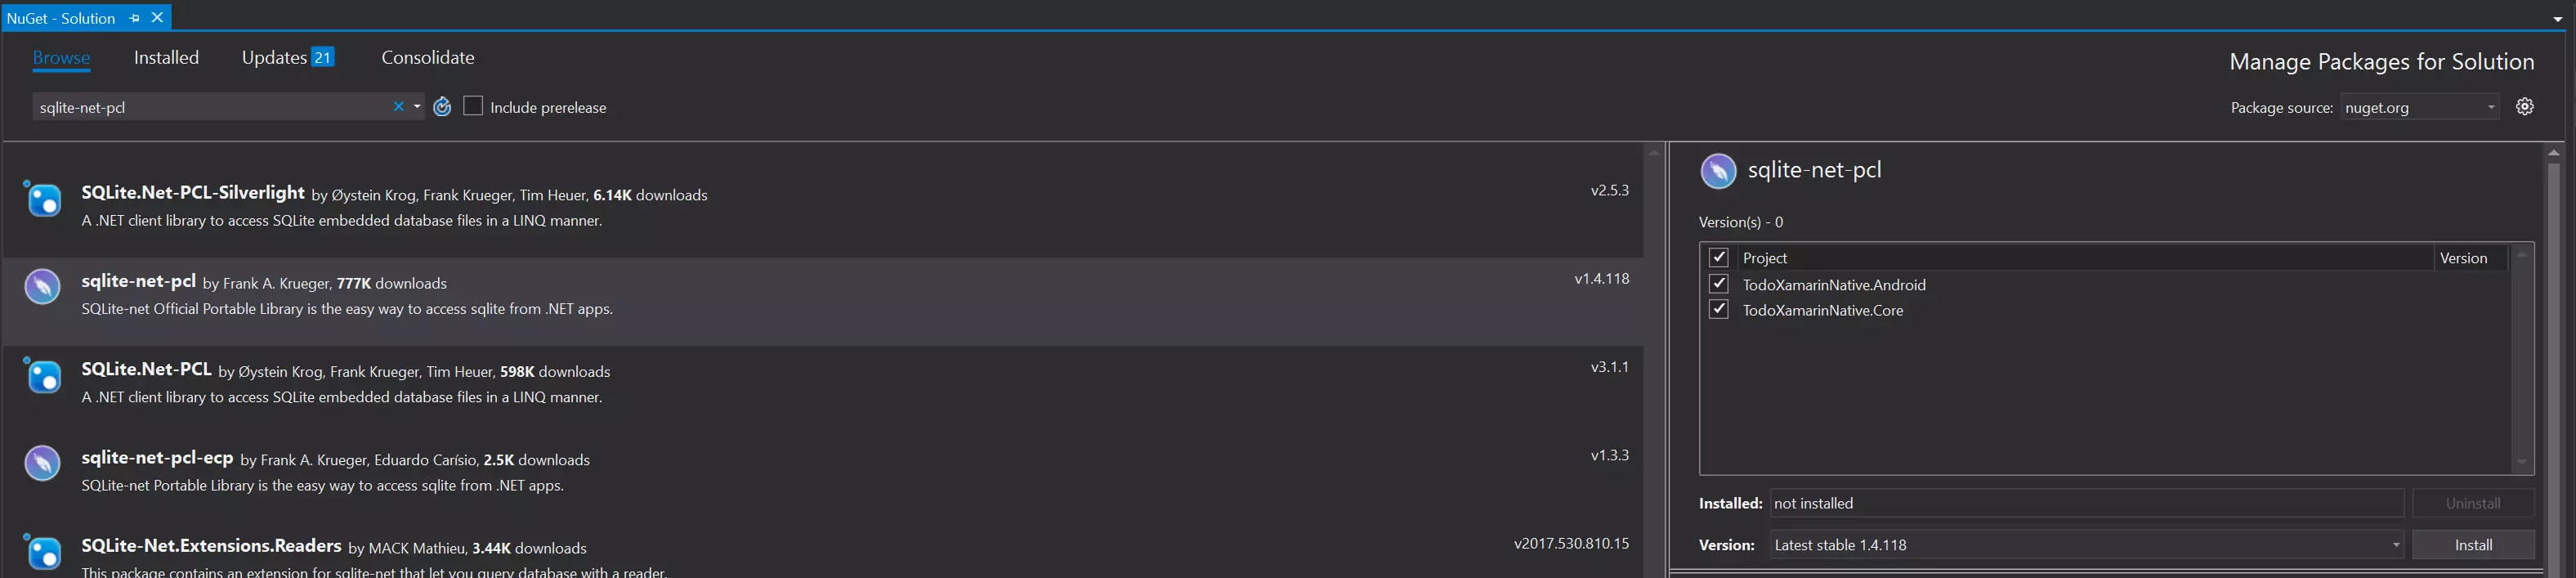 NuGet - Solution
Browse Installed Updates 21 Consolidate
Manage Packages for Solution
sqlite-net-pcl
Include prerelease
Package source: nuget.org
SQLite.Net-PCL-Silverlight by Øystein Krog, Frank Krueger, Tim Heuer, 6.14K downloads
v2.5.3
A .NET client library to access SQLite embedded database files in a LINQ manner.
sqlite-net-pcl by Frank A. Krueger, 777K downloads
v1.4.118
SQLite-net Official Portable Library is the easy way to access sqlite from .NET apps.
SQLite.Net-PCL by Øystein Krog, Frank Krueger, Tim Heuer, 598K downloads
v3.1.1
A .NET client library to access SQLite embedded database files in a LINQ manner.
sqlite-net-pcl-ecp by Frank A. Krueger, Eduardo Carísio, 2.5K downloads
v1.3.3
SQLite-net Portable Library is the easy way to access sqlite from .NET apps.
SQLite-Net.Extensions.Readers by MACK Mathieu, 3.44K downloads
v2017.530.810.15
This package contains an extension for sqlite-net that let you query database with a reader.
sqlite-net-pcl
Version(s) - 0
Project Version
TodoXamarinNative.Android
TodoXamarinNative.Core
Installed: not installed Uninstall
Version: Latest stable 1.4.118 Install